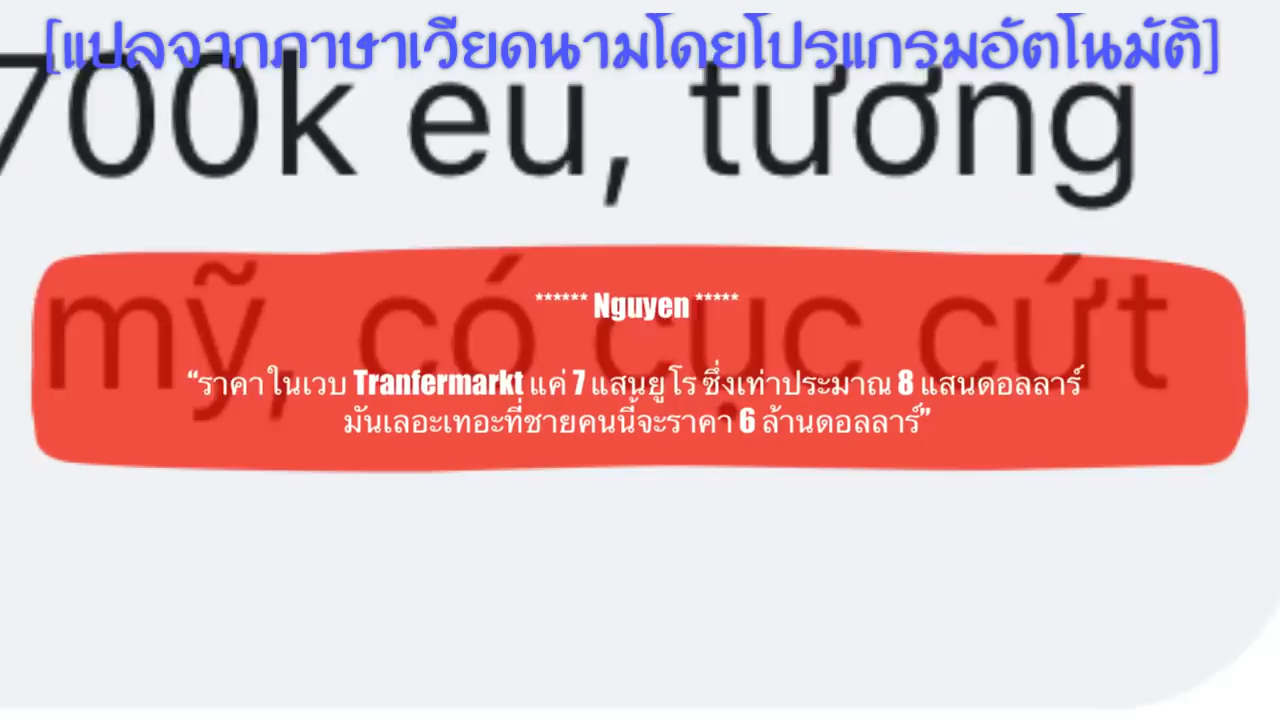 [แปลจากภาษาเวียดนามโดยโปรแกรมอัตโนมัติ]
700k eu, tương
mỹ, có cục cứt
****** Nguyen *****
“ราคาในเวบ Tranfermarkt แค่ 7 แสนยูโร ซึ่งเท่าประมาณ 8 แสนดอลลาร์
มันเลอะเทอะที่ชายคนนี้จะราคา 6 ล้านดอลลาร์”